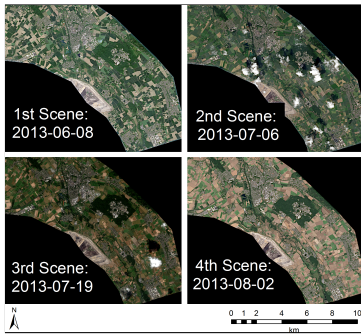 1st Scene:
2013-06-08
2nd Scene:
2013-07-06
3rd Scene:
2013-07-19
4th Scene:
2013-08-02
N
0 1 2 4 6 8 10
km